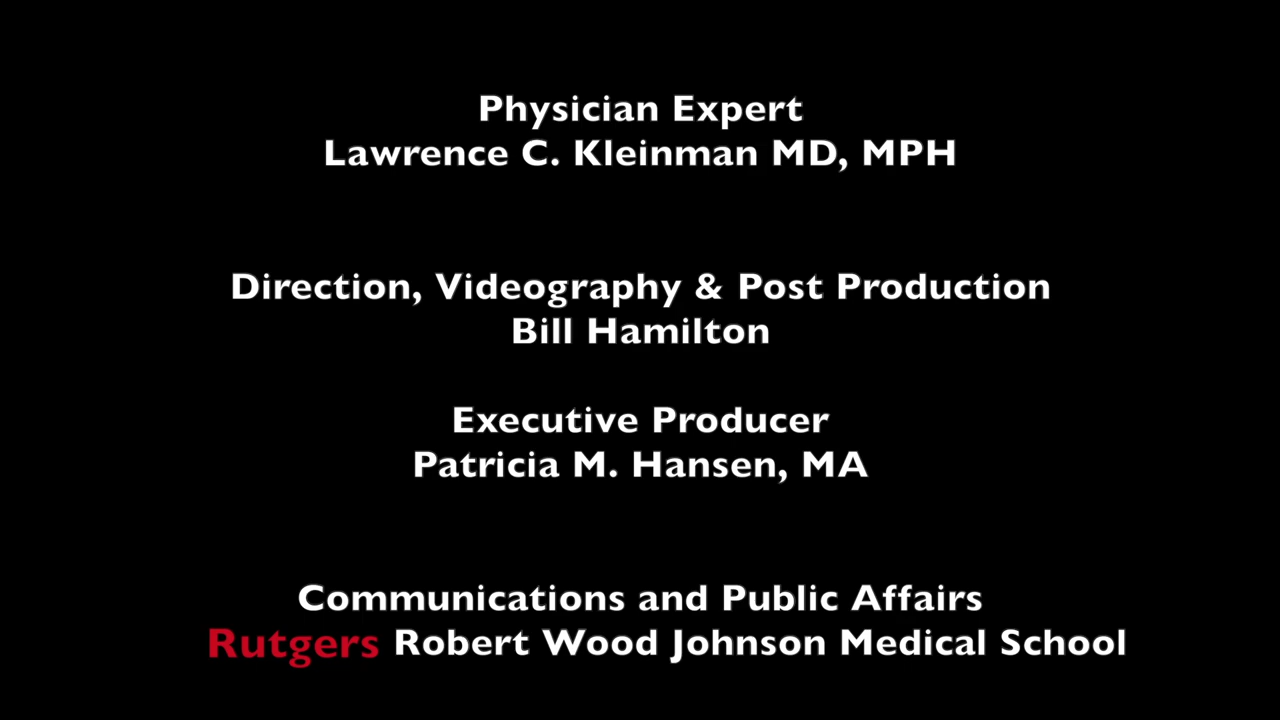 Physician Expert
Lawrence C. Kleinman MD, MPH
Direction, Videography & Post Production
Bill Hamilton
Executive Producer
Patricia M. Hansen, MA
Communications and Public Affairs
Rutgers Robert Wood Johnson Medical School